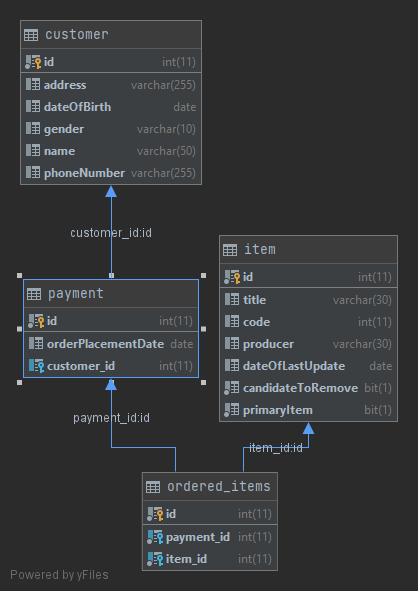 customer
id int(11)
address varchar(255)
dateOfBirth date
gender varchar(10)
name varchar(50)
phoneNumber varchar(255)
customer_id:id
item
id int(11)
title varchar(30)
code int(11)
producer varchar(30)
dateOfLastUpdate date
candidateToRemove bit(1)
primaryItem bit(1)
payment
id int(11)
orderPlacementDate date
customer_id int(11)
payment_id:id
item_id:id
ordered_items
id int(11)
payment_id int(11)
item_id int(11)
Powered by yFiles